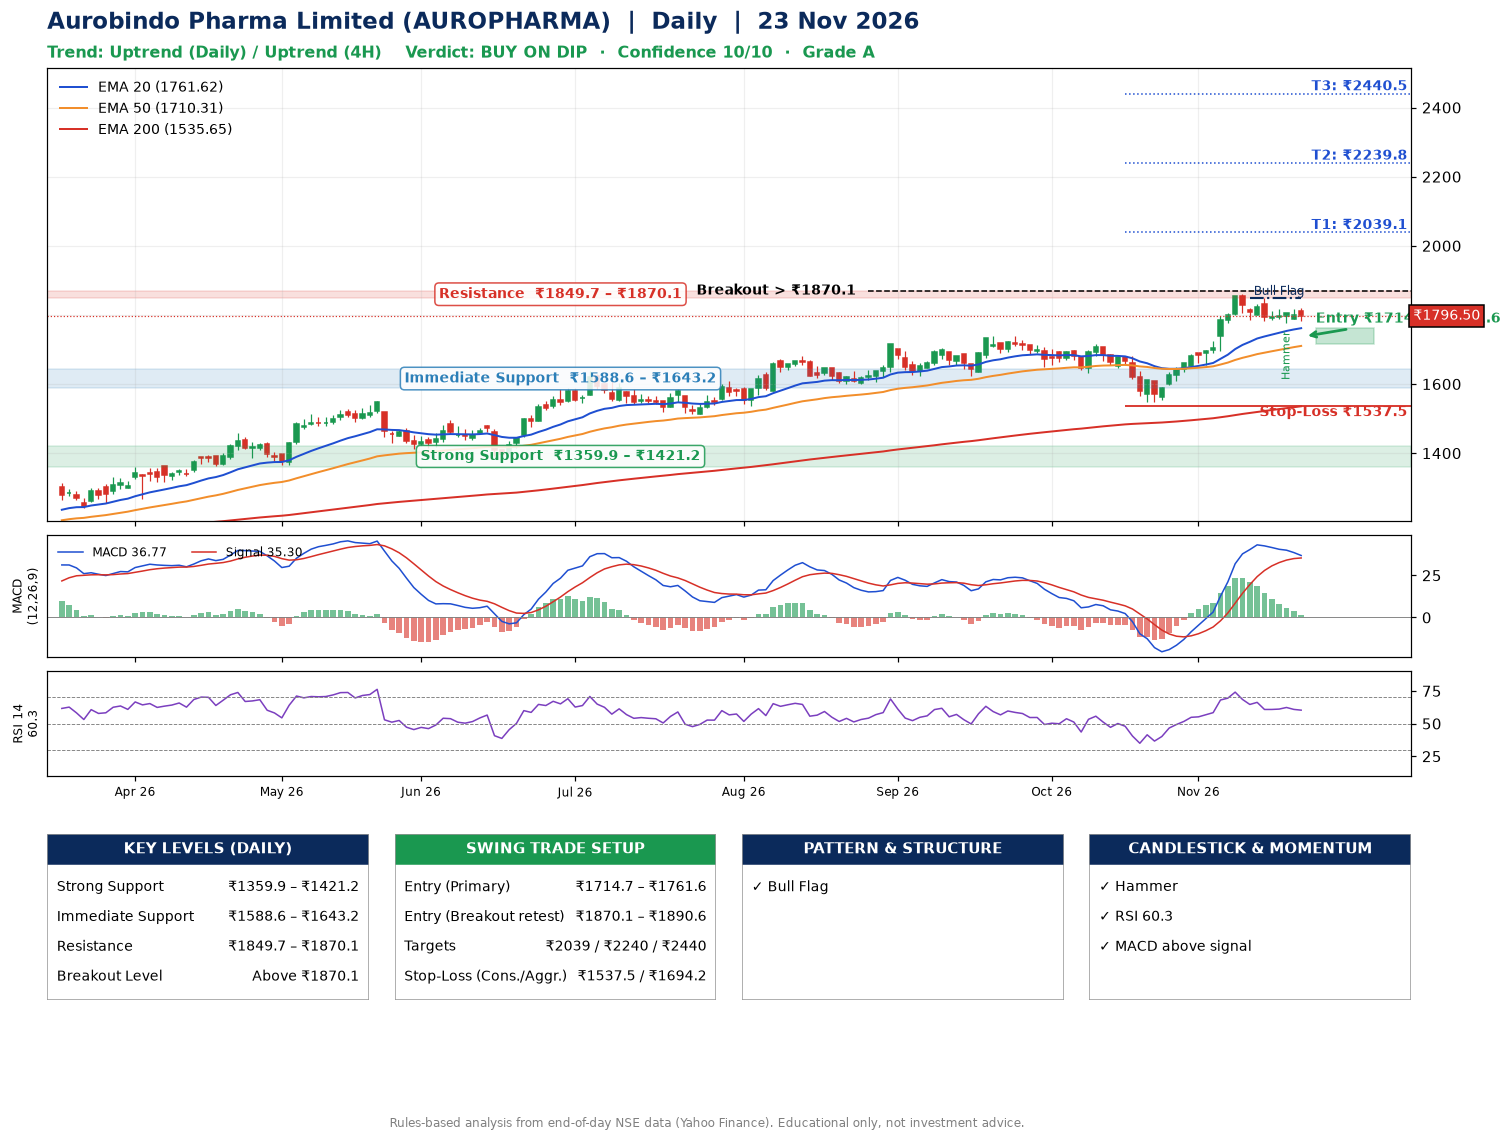 Aurobindo Pharma Limited (AUROPHARMA) | Daily | 23 Nov 2026
Trend: Uptrend (Daily) / Uptrend (4H) Verdict: BUY ON DIP · Confidence 10/10 · Grade A
EMA 20 (1761.62)
EMA 50 (1710.31)
EMA 200 (1535.65)
T3: ₹2440.5
T2: ₹2239.8
T1: ₹2039.1
Resistance ₹1849.7 – ₹1870.1
Breakout > ₹1870.1
Bull Flag
Entry ₹1714
.6
₹1796.50
Hammer
Immediate Support ₹1588.6 – ₹1643.2
Stop-Loss ₹1537.5
Strong Support ₹1359.9 – ₹1421.2
2400
2200
2000
1600
1400
MACD 36.77
Signal 35.30
MACD
(12,26,9)
25
0
RSI 14
60.3
75
50
25
Apr 26
May 26
Jun 26
Jul 26
Aug 26
Sep 26
Oct 26
Nov 26
KEY LEVELS (DAILY)
Strong Support ₹1359.9 – ₹1421.2
Immediate Support ₹1588.6 – ₹1643.2
Resistance ₹1849.7 – ₹1870.1
Breakout Level Above ₹1870.1
SWING TRADE SETUP
Entry (Primary) ₹1714.7 – ₹1761.6
Entry (Breakout retest) ₹1870.1 – ₹1890.6
Targets ₹2039 / ₹2240 / ₹2440
Stop-Loss (Cons./Aggr.) ₹1537.5 / ₹1694.2
PATTERN & STRUCTURE
✓ Bull Flag
CANDLESTICK & MOMENTUM
✓ Hammer
✓ RSI 60.3
✓ MACD above signal
Rules-based analysis from end-of-day NSE data (Yahoo Finance). Educational only, not investment advice.